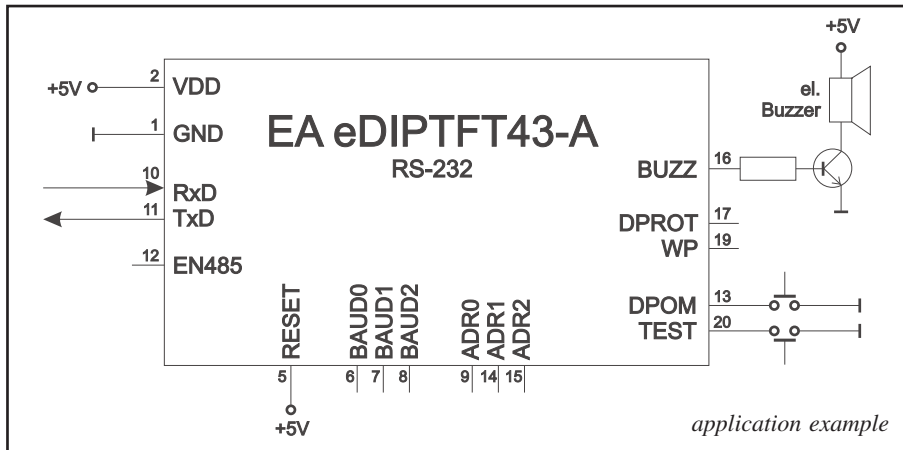 +5V
el.
Buzzer
+5V
2
VDD
1
GND
EA eDIPTFT43-A
RS-232
10
RxD
11
TxD
12
EN485
BUZZ
16
DPROT
17
WP
19
DPOM
13
TEST
20
RESET
BAUD0
BAUD1
BAUD2
ADR0
ADR1
ADR2
5
6
7
8
9
14
15
+5V
application example